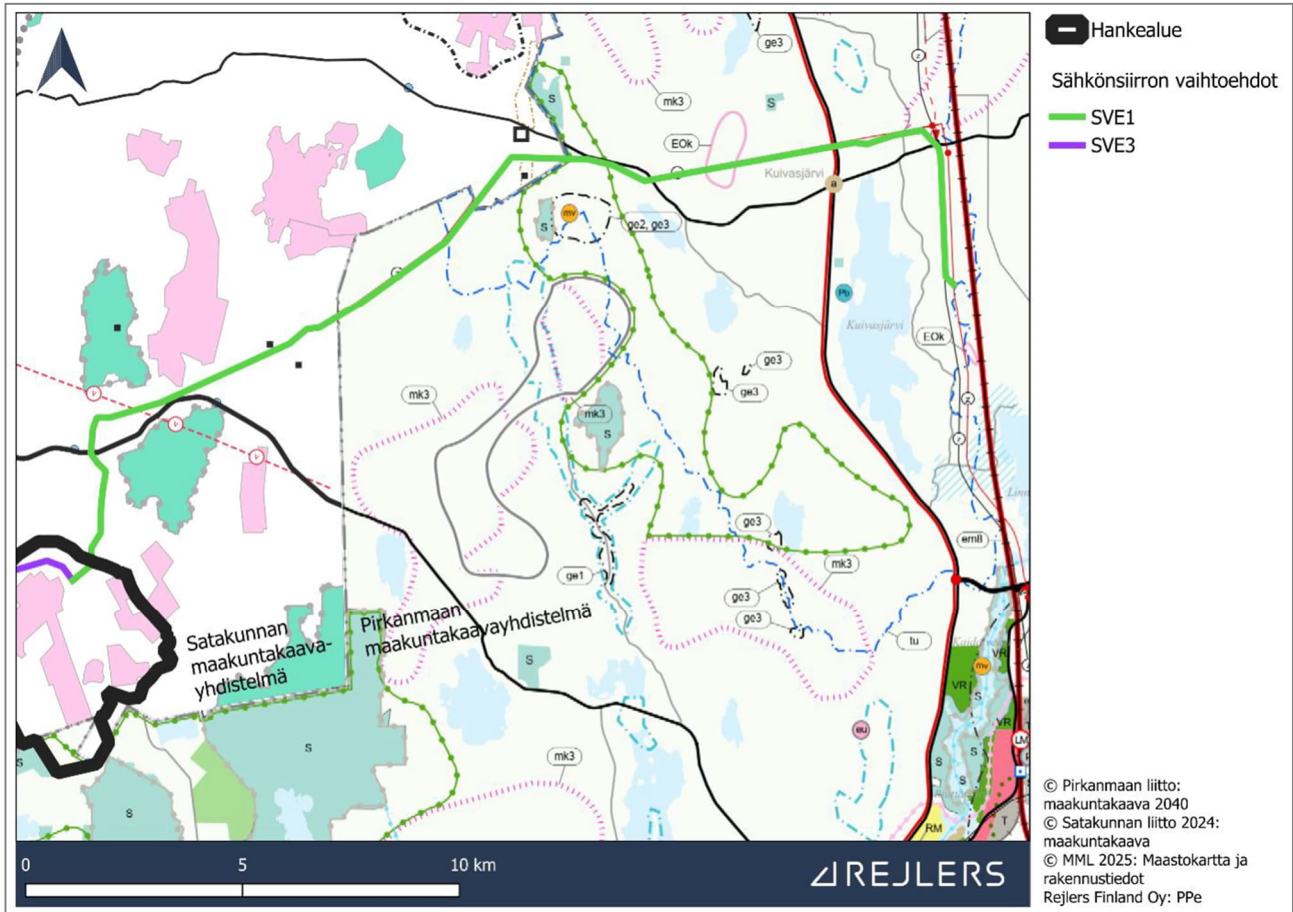 Hankealue
Sähkönsiirron vaihtoehdot
SVE1
SVE3
ge3
mk3
S
S
EOk
z
Kuivasjärvi
a
z
mv
S
ge2, ge3
z
Pb
Kuivasjärvi
EOk
ge3
ge3
mk3
mk3
S
v
v
v
z
z
Linn
ge3
em8
mk3
ge1
ge3
ge3
Satakunnan
maakuntakaava-
yhdistelmä
Pirkanmaan
maakuntakaavayhdistelmä
tu
VR
mv
VR
S
S
S
VR
eu
LM
S
mk3
S
S
S
S
RM
T
© Pirkanmaan liitto:
maakuntakaava 2040
© Satakunnan liitto 2024:
maakuntakaava
© MML 2025: Maastokartta ja
rakennustiedot
Rejlers Finland Oy: PPe
0 5 10 km
REJLERS